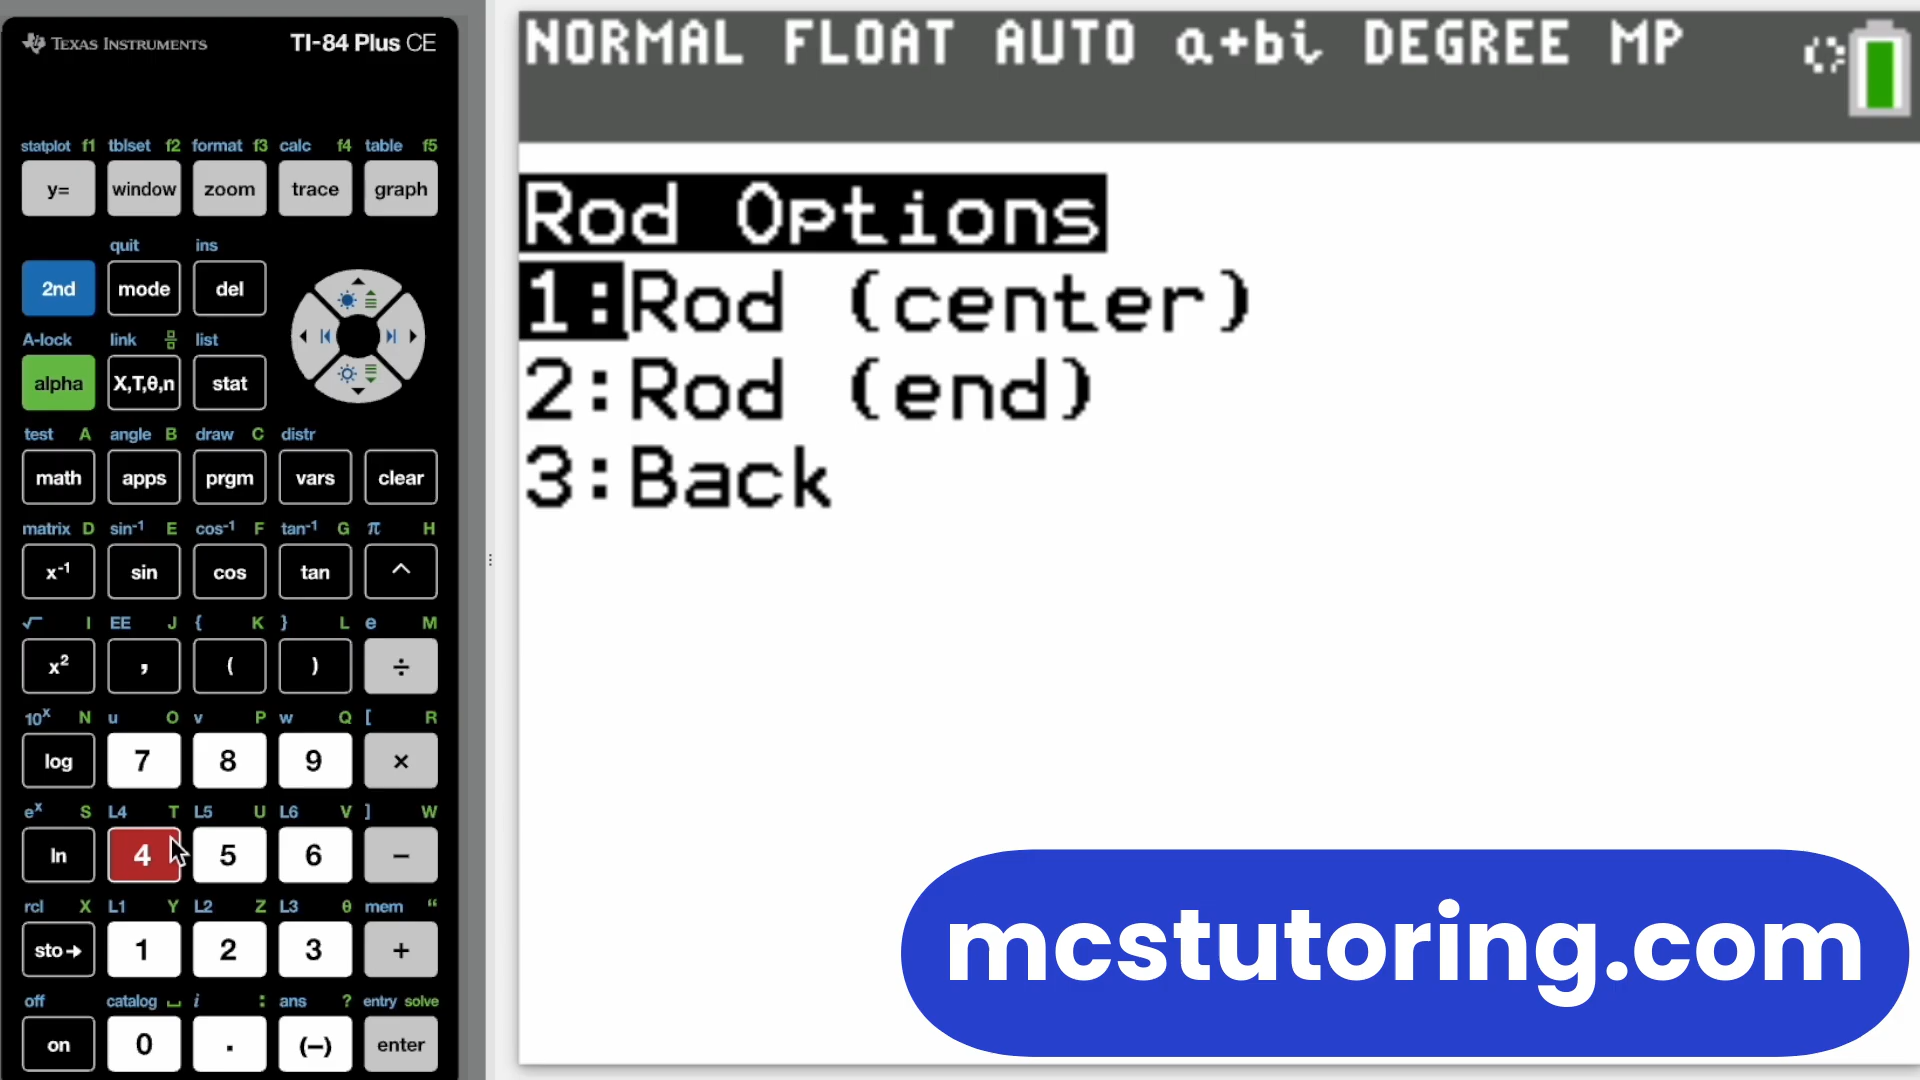 TEXAS INSTRUMENTS TI-84 Plus CE
statplot f1 tblset f2 format f3 calc f4 table f5
y= window zoom trace graph
quit ins
2nd mode del
A-lock link list
alpha X,T,θ,n stat
test A angle B draw C distr
math apps prgm vars clear
matrix D sin-1 E cos-1 F tan-1 G π H
x-1 sin cos tan ^
√ I EE J { K } L e M
x2 , ( ) ÷
10x N u O v P w Q [ R
log 7 8 9 ×
ex S L4 T L5 U L6 V ] W
ln 4 5 6 −
rcl X L1 Y L2 Z L3 θ mem “
sto→ 1 2 3 +
off catalog ⎵ i : ans ? entry solve
on 0 . (−) enter
NORMAL FLOAT AUTO a+bi DEGREE MP
Rod Options
1:Rod (center)
2:Rod (end)
3:Back
mcstutoring.com